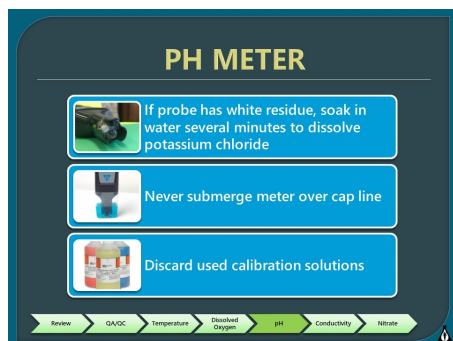 PH METER
If probe has white residue, soak in
water several minutes to dissolve
potassium chloride
Never submerge meter over cap line
Discard used calibration solutions
Review
QA/QC
Temperature
Dissolved
Oxygen
pH
Conductivity
Nitrate